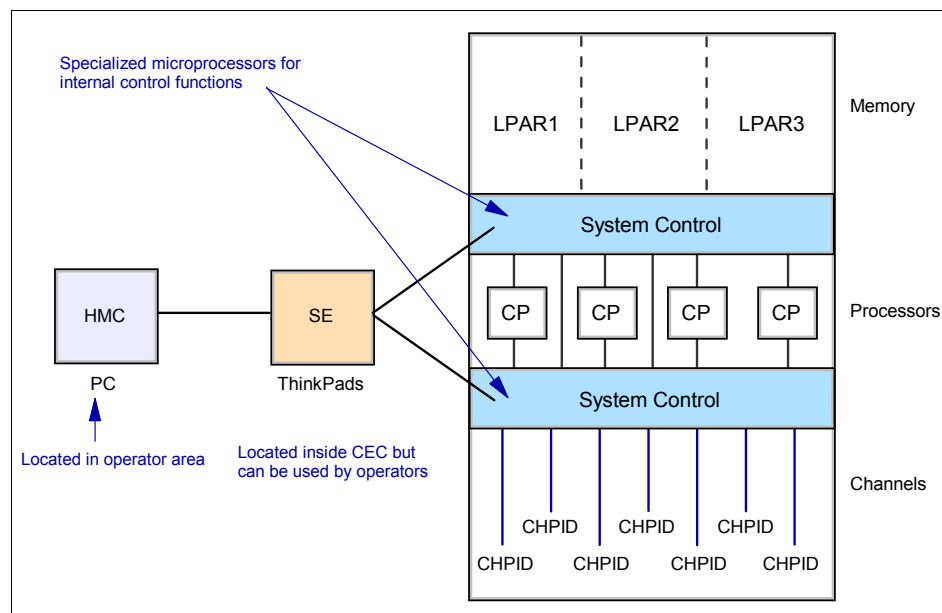 Specialized microprocessors for
internal control functions
LPAR1
LPAR2
LPAR3
Memory
System Control
HMC
SE
CP
CP
CP
CP
Processors
PC
ThinkPads
System Control
Located in operator area
Located inside CEC but
can be used by operators
Channels
CHPID
CHPID
CHPID
CHPID
CHPID
CHPID
CHPID